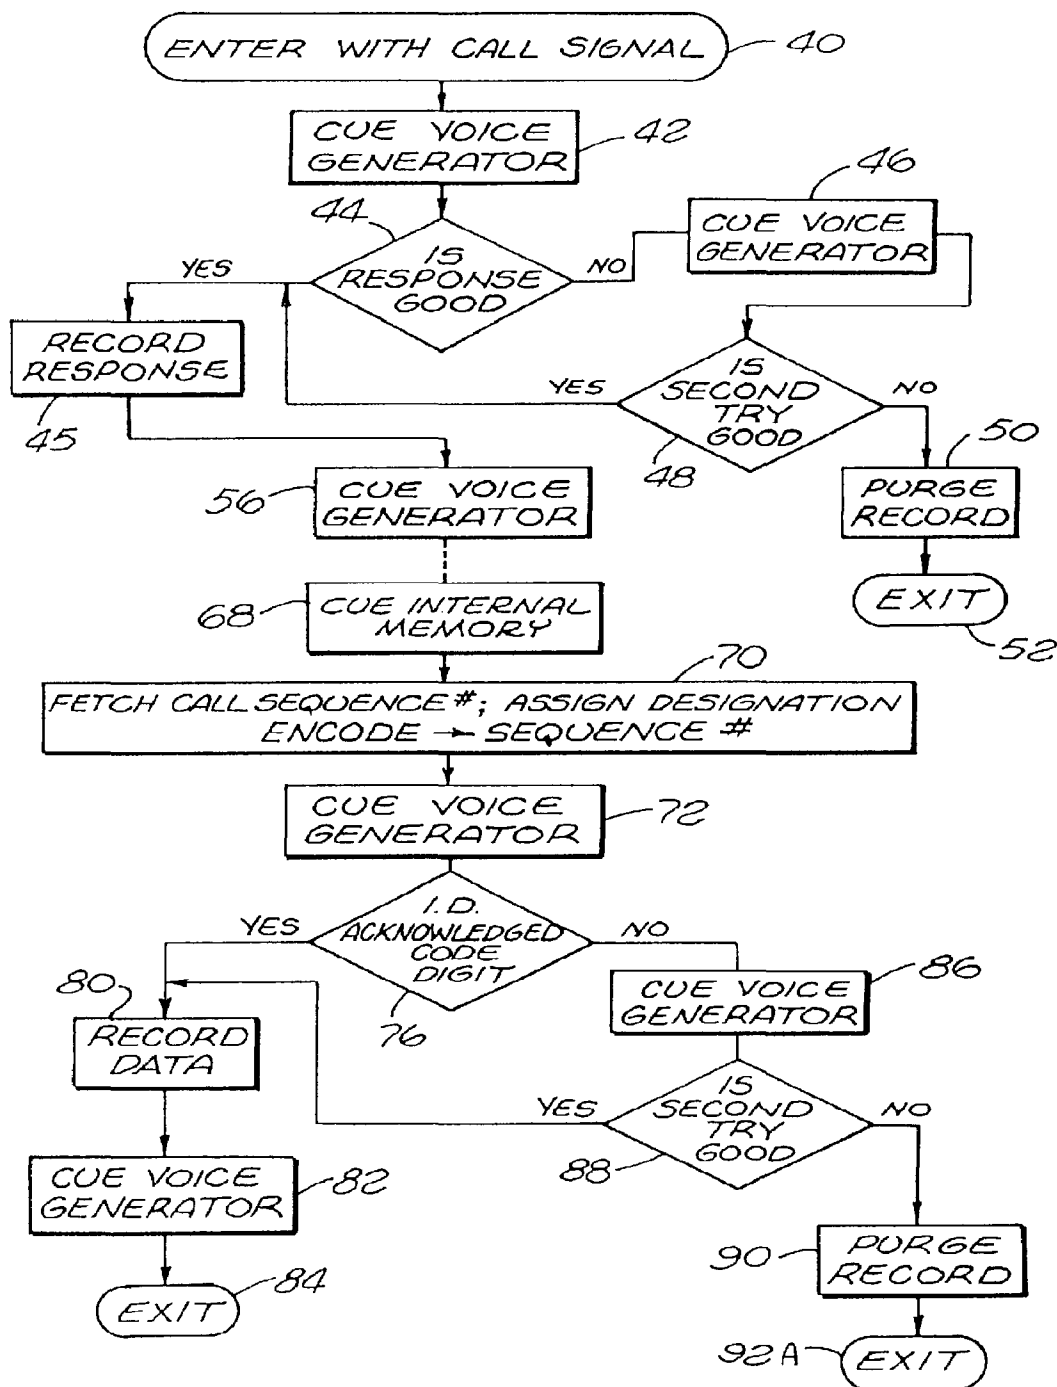 ENTER WITH CALL SIGNAL
40
CUE VOICE
GENERATOR
42
44
IS
RESPONSE
GOOD
YES
NO
46
CUE VOICE
GENERATOR
RECORD
RESPONSE
45
IS
SECOND
TRY
GOOD
YES
NO
48
50
PURGE
RECORD
EXIT
52
56
CUE VOICE
GENERATOR
68
CUE INTERNAL
MEMORY
70
FETCH CALL SEQUENCE #; ASSIGN DESIGNATION
ENCODE → SEQUENCE #
CUE VOICE
GENERATOR
72
I.D.
ACKNOWLEDGED
CODE
DIGIT
YES
NO
76
80
RECORD
DATA
86
CUE VOICE
GENERATOR
IS
SECOND
TRY
GOOD
YES
NO
88
CUE VOICE
GENERATOR
82
EXIT
84
90
PURGE
RECORD
92A
EXIT